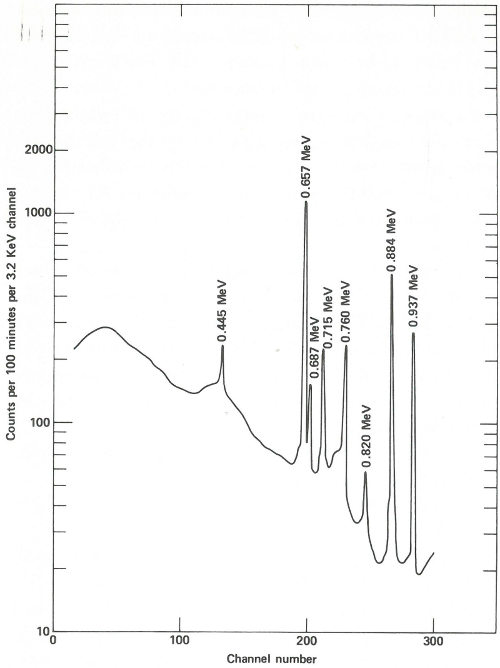 2000
1000
100
10
0
100
200
300
Counts per 100 minutes per 3.2 KeV channel
Channel number
0.445 MeV
0.657 MeV
0.687 MeV
0.715 MeV
0.760 MeV
0.820 MeV
0.884 MeV
0.937 MeV